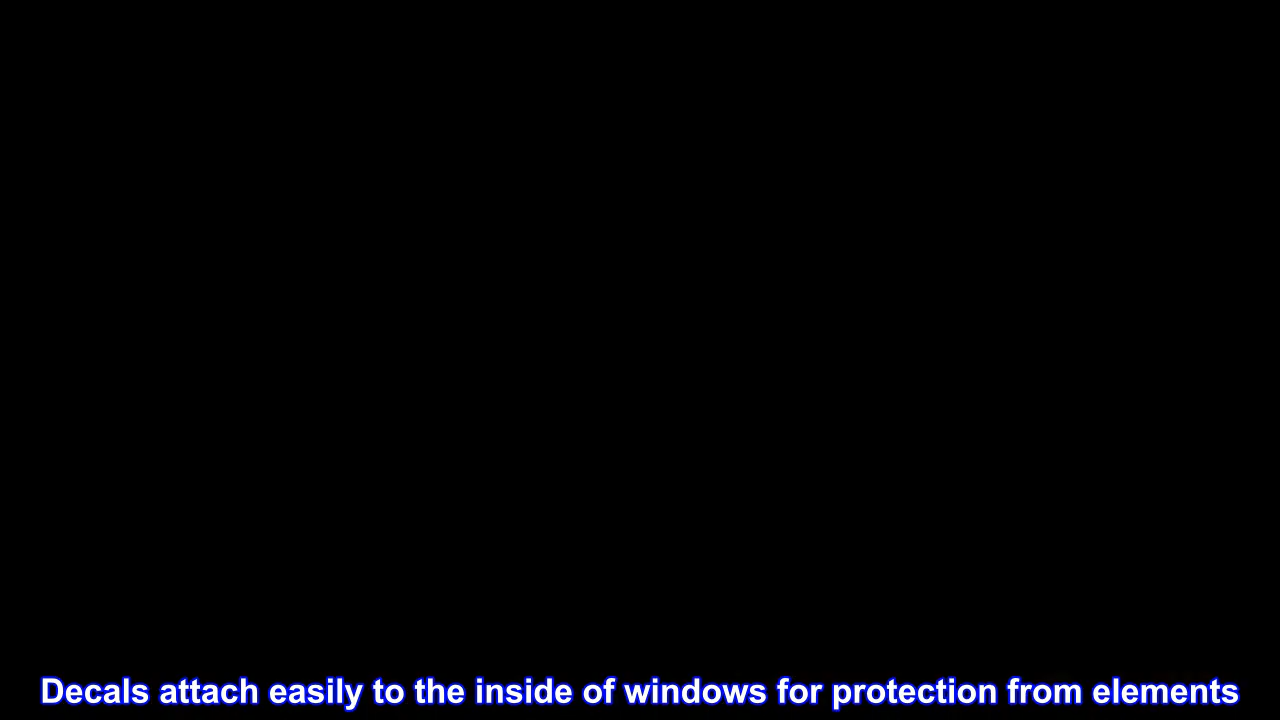 Decals attach easily to the inside of windows for protection from elements